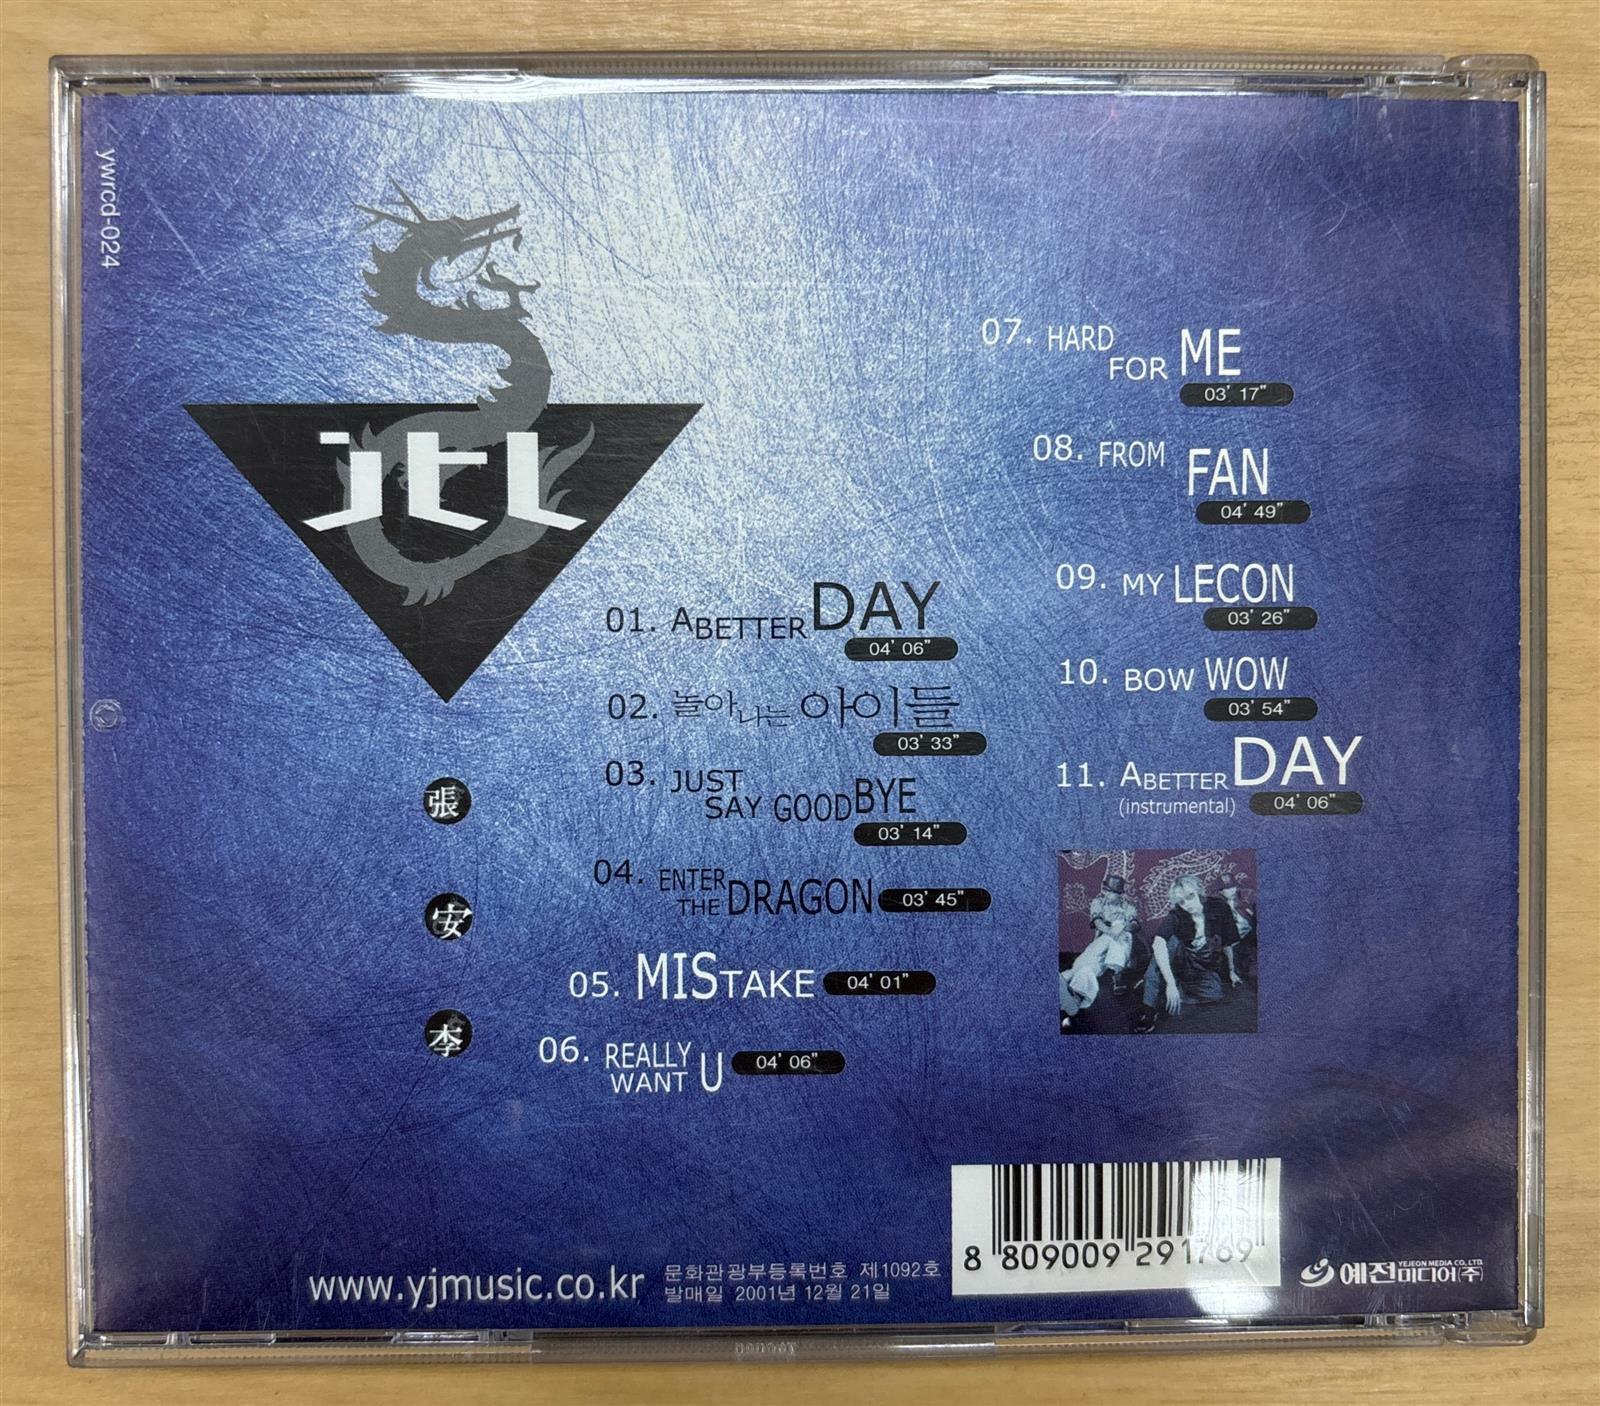 ywrcd-024
jtL
張
安
李
01. A BETTER DAY
04' 06"
02. 놀아나는 아이들
03' 33"
03. JUST
SAY GOODBYE
03' 14"
04. ENTER
THE DRAGON 03' 45"
05. MISTAKE 04' 01"
06. REALLY
WANT U 04' 06"
07. HARD
FOR ME
03' 17"
08. FROM
FAN
04' 49"
09. MY LECON
03' 26"
10. BOW WOW
03' 54"
11. A BETTER DAY
(instrumental) 04' 06"
www.yjmusic.co.kr
문화관광부등록번호 제1092호
발매일 2001년 12월 21일
8 809009 291769
YEJEON MEDIA CO., LTD.
예전미디어(주)